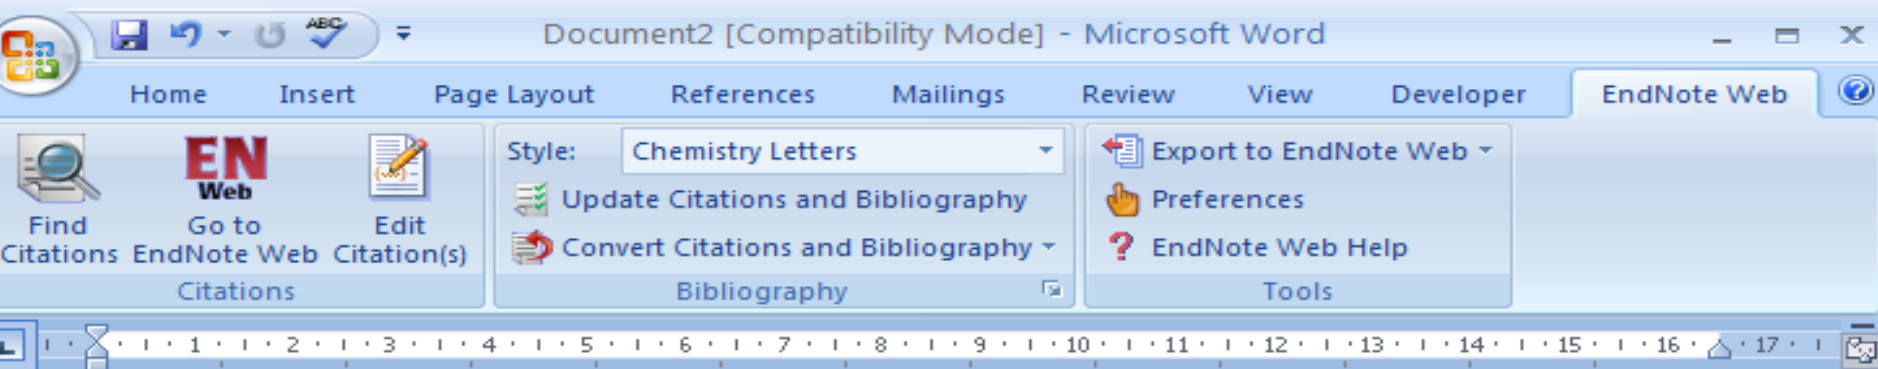 ABC
Document2 [Compatibility Mode] - Microsoft Word
Home Insert Page Layout References Mailings Review View Developer EndNote Web
EN
Web
Find
Citations
Go to
EndNote Web
Edit
Citation(s)
Citations
Style: Chemistry Letters
Update Citations and Bibliography
Convert Citations and Bibliography
Bibliography
Export to EndNote Web
Preferences
? EndNote Web Help
Tools
1 2 3 4 5 6 7 8 9 10 11 12 13 14 15 16 17